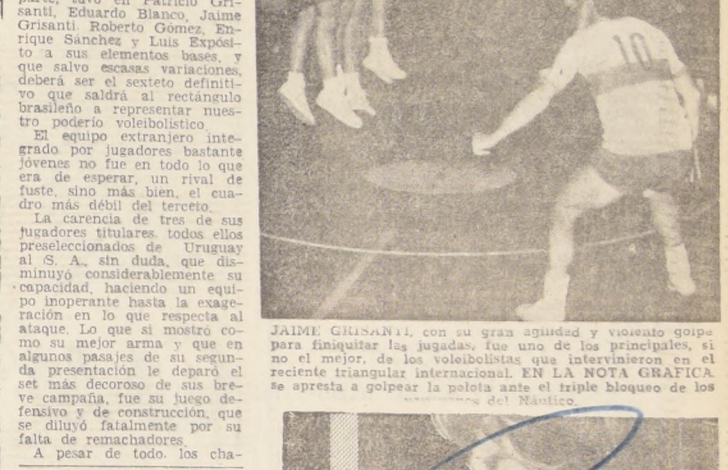 parte, tuvo en Patricio Gri-
santi, Eduardo Blanco, Jaime
Grisanti. Roberto Gómez, En-
rique Sánchez y Luis Expósi-
to a sus elementos bases, y
que salvo escasas variaciones,
deberá ser el sexteto definiti-
vo que saldrá al rectángulo
brasileño a representar nues-
tro poderío voleibolístico.
El equipo extranjero inte-
grado por jugadores bastante
jóvenes no fue en todo lo que
era de esperar, un rival de
fuste, sino más bien, el cua-
dro más débil del terceto.
La carencia de tres de sus
jugadores titulares, todos ellos
preseleccionados de Uruguay
al S. A., sin duda, que dis-
minuyó considerablemente su
capacidad, haciendo un equi-
po inoperante hasta la exage-
ración en lo que respecta al
ataque. Lo que si mostró co-
mo su mejor arma y que en
algunos pasajes de su segun-
da presentación le deparó el
set más decoroso de sus bre-
ve campaña, fue su juego de-
fensivo y de construcción, que
se diluyó fatalmente por su
falta de remachadores.
A pesar de todo, los cha-
10
JAIME GRISANTI, con su gran agilidad y violento golpe
para finiquitar las jugadas, fue uno de los principales, si
no el mejor, de los voleibolistas que intervinieron en el
reciente triangular internacional. EN LA NOTA GRAFICA
se apresta a golpear la pelota ante el triple bloqueo de los
del Náutico.